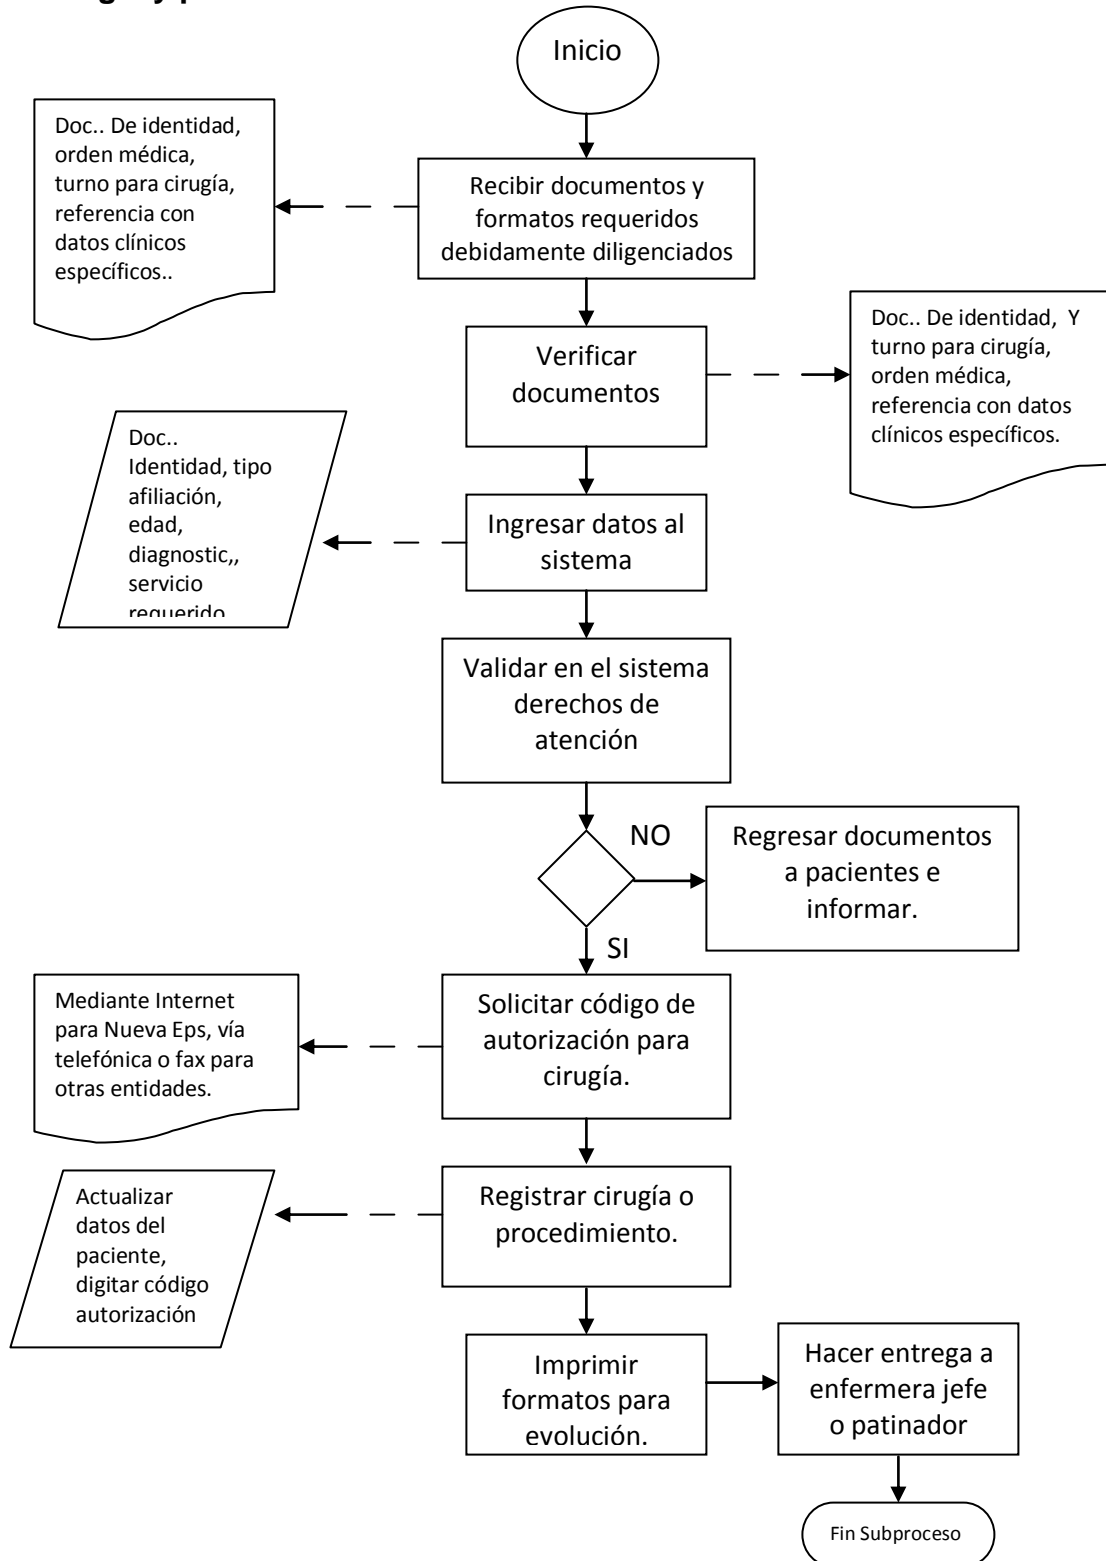 Inicio
Doc.. De identidad,
orden médica,
turno para cirugía,
referencia con
datos clínicos
específicos..
Recibir documentos y
formatos requeridos
debidamente diligenciados
Verificar
documentos
Doc.. De identidad, Y
turno para cirugía,
orden médica,
referencia con datos
clínicos específicos.
Doc..
Identidad, tipo
afiliación,
edad,
diagnostic,,
servicio
requerido
Ingresar datos al
sistema
Validar en el sistema
derechos de
atención
NO
Regresar documentos
a pacientes e
informar.
SI
Mediante Internet
para Nueva Eps, vía
telefónica o fax para
otras entidades.
Solicitar código de
autorización para
cirugía.
Actualizar
datos del
paciente,
digitar código
autorización
Registrar cirugía o
procedimiento.
Imprimir
formatos para
evolución.
Hacer entrega a
enfermera jefe
o patinador
Fin Subproceso